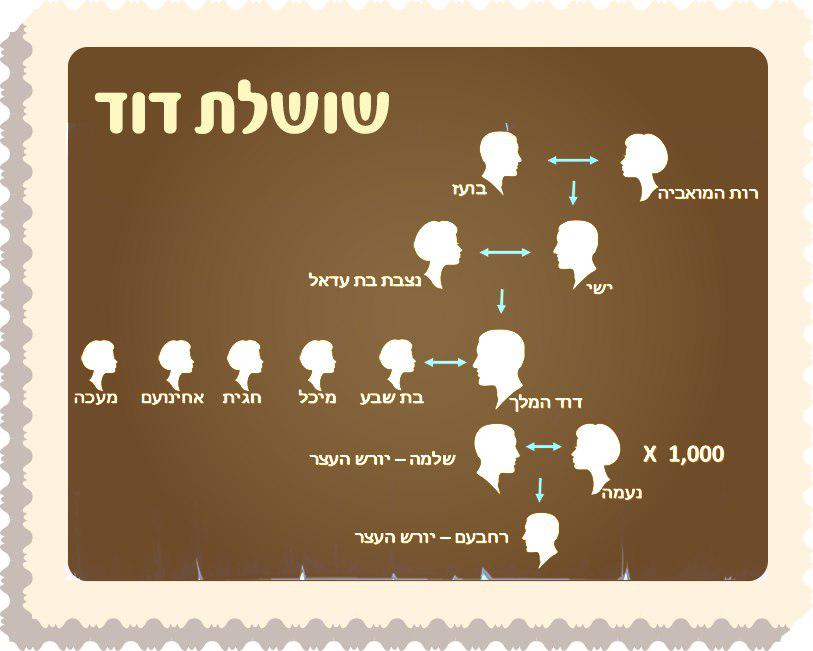 שושלת דוד
רות המואביה
בועז
ישי
נצבת בת עדאל
דוד המלך
בת שבע
מיכל
חגית
אחינועם
מעכה
X 1,000
נעמה
שלמה – יורש העצר
רחבעם – יורש העצר